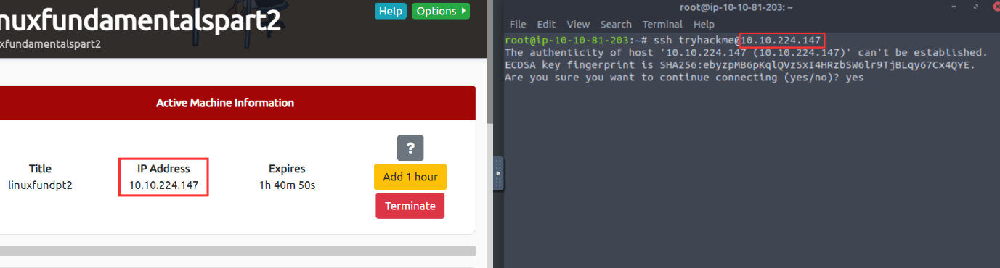 nuxfundamentalspart2
xfundamentalspart2
Help
Options
Active Machine Information
Title
IP Address
Expires
linuxfundpt2
10.10.224.147
1h 40m 50s
?
Add 1 hour
Terminate
root@ip-10-10-81-203: ~
File Edit View Search Terminal Help
root@ip-10-10-81-203:~# ssh tryhackme@10.10.224.147
The authenticity of host '10.10.224.147 (10.10.224.147)' can't be established.
ECDSA key fingerprint is SHA256:ebyzpMB6pKqlQVz5xI4HRzbSW6lr9TjBLqy67Cx4QYE.
Are you sure you want to continue connecting (yes/no)? yes